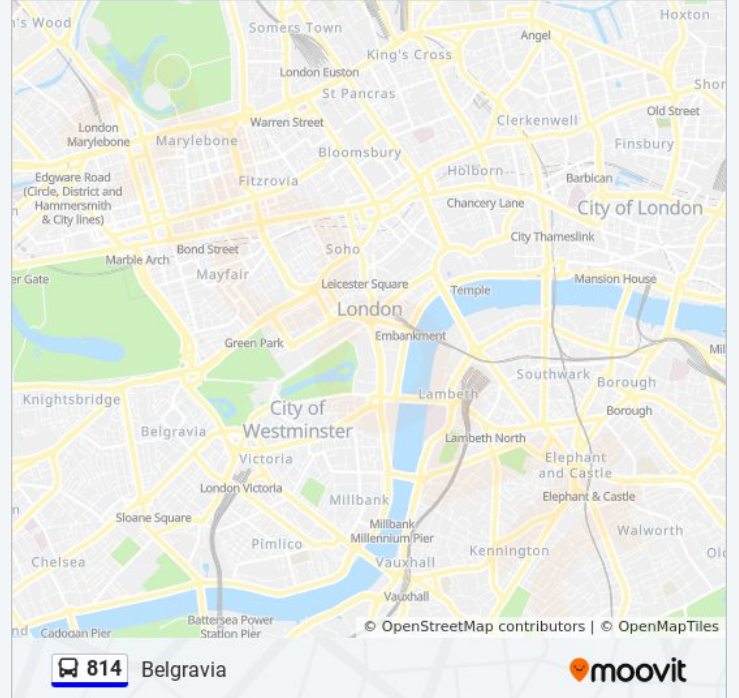 's Wood
Somers Town
Hoxton
Angel
King's Cross
London Euston
St Pancras
Shor
Old Street
London
Marylebone
Warren Street
Clerkenwell
Marylebone
Finsbury
Bloomsbury
Holborn
Edgware Road
(Circle, District and
Hammersmith
& City lines)
Fitzrovia
Barbican
Chancery Lane
City of London
City Thameslink
Bond Street
Soho
Marble Arch
Mayfair
er Gate
Leicester Square
Mansion House
Temple
London
Embankment
Green Park
Mil
Southwark
Borough
Knightsbridge
Lambeth
City of
Westminster
Borough
Belgravia
Lambeth North
Victoria
Elephant
and Castle
London Victoria
Elephant & Castle
Millbank
Sloane Square
Millbank
Millennium Pier
Walworth
Pimlico
Kennington
Olc
Chelsea
Vauxhall
Vauxhall
nd
Cadogan Pier
Battersea Power
Station Pier
© OpenStreetMap contributors | © OpenMapTiles
814 Belgravia
moovit